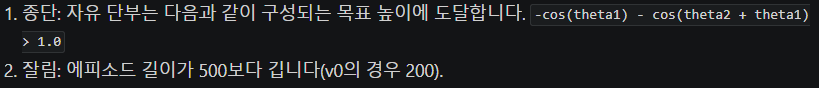 1. 종단: 자유 단부는 다음과 같이 구성되는 목표 높이에 도달합니다. -cos(theta1) - cos(theta2 + theta1)
> 1.0
2. 잘림: 에피소드 길이가 500보다 깁니다(v0의 경우 200).